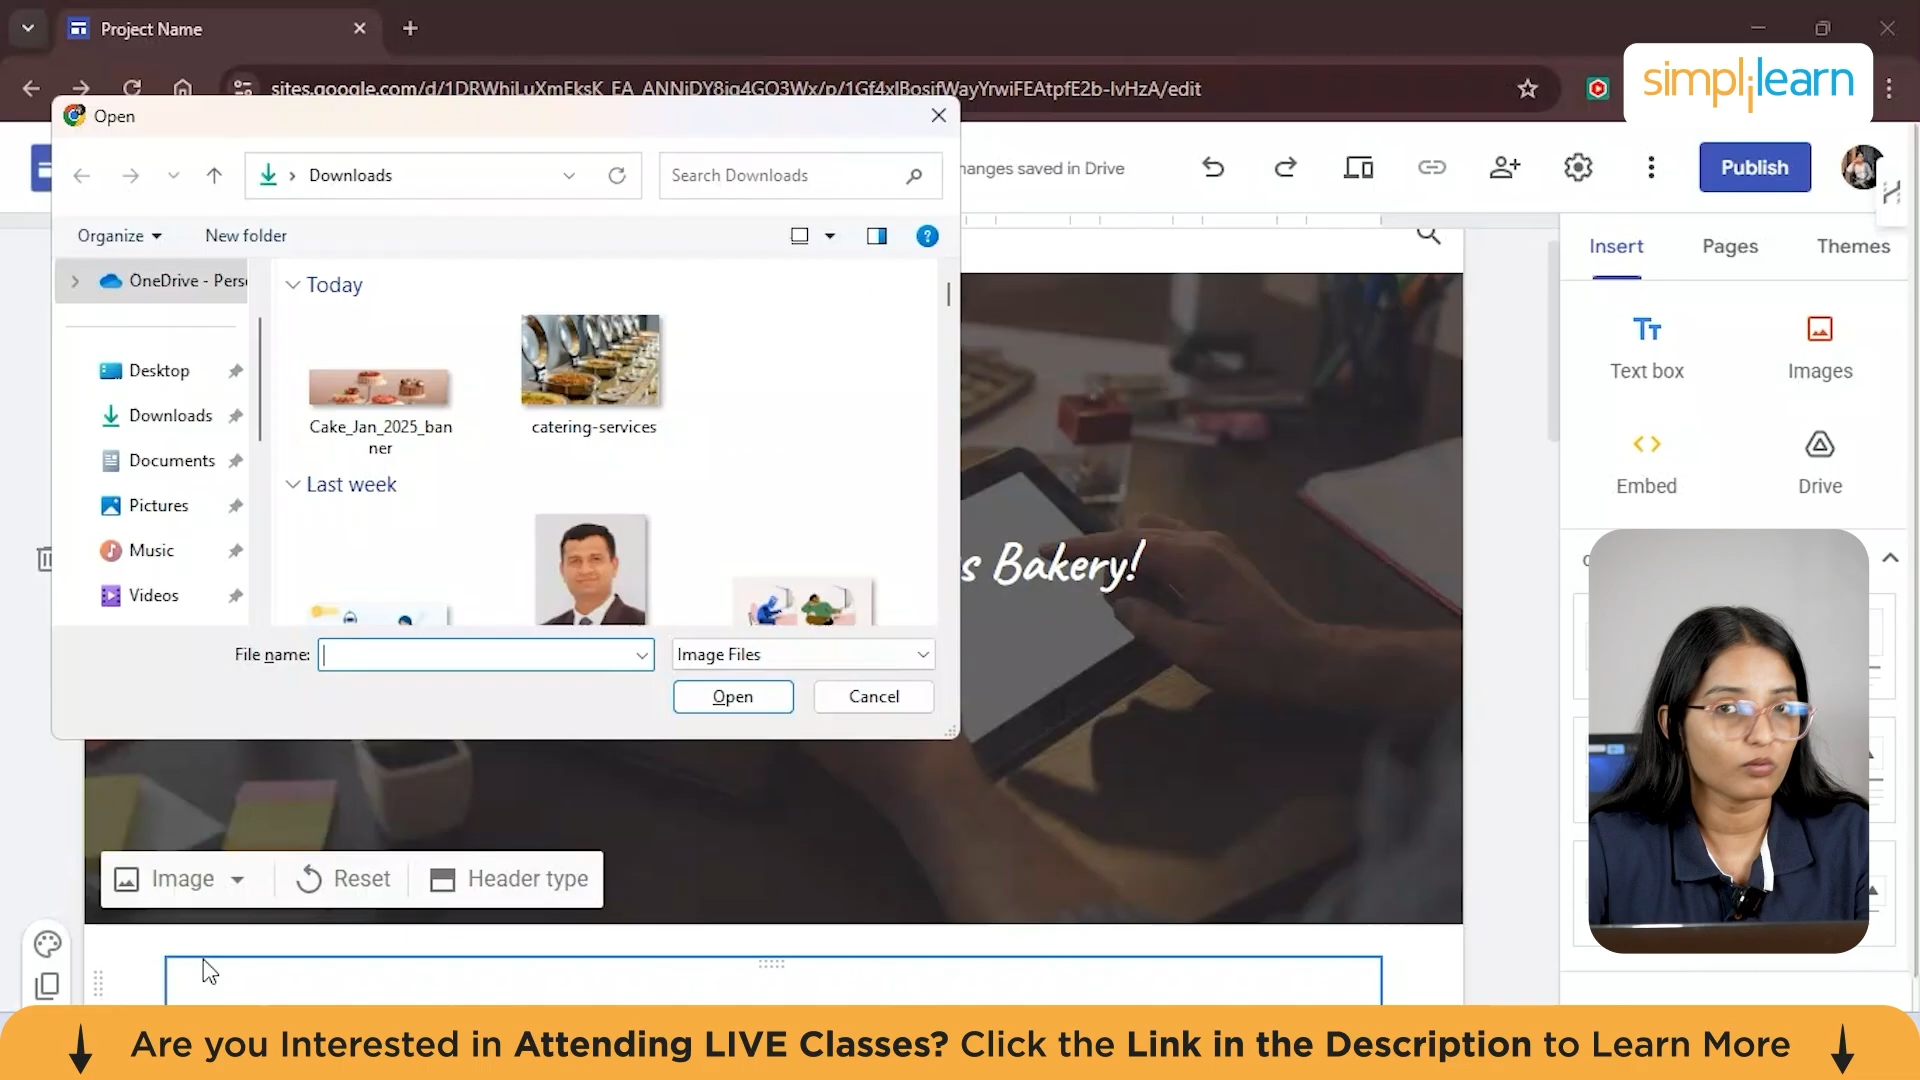 Project Name
sites.google.com/d/1DRWhiLuXmEksK_EA_ANNiDY8jq4GO3Wx/p/1Gf4xlBosifWayYrwiFEAtpfE2b-IvHzA/edit
simplilearn
Open
Downloads
Search Downloads
hanges saved in Drive
Publish
Organize
New folder
Insert
Pages
Themes
OneDrive - Pers
Today
Text box
Images
Desktop
Downloads
Cake_Jan_2025_ban
ner
catering-services
Documents
Last week
Embed
Drive
Pictures
Music
Videos
s Bakery!
File name:
Image Files
Open
Cancel
Image
Reset
Header type
Are you Interested in Attending LIVE Classes? Click the Link in the Description to Learn More